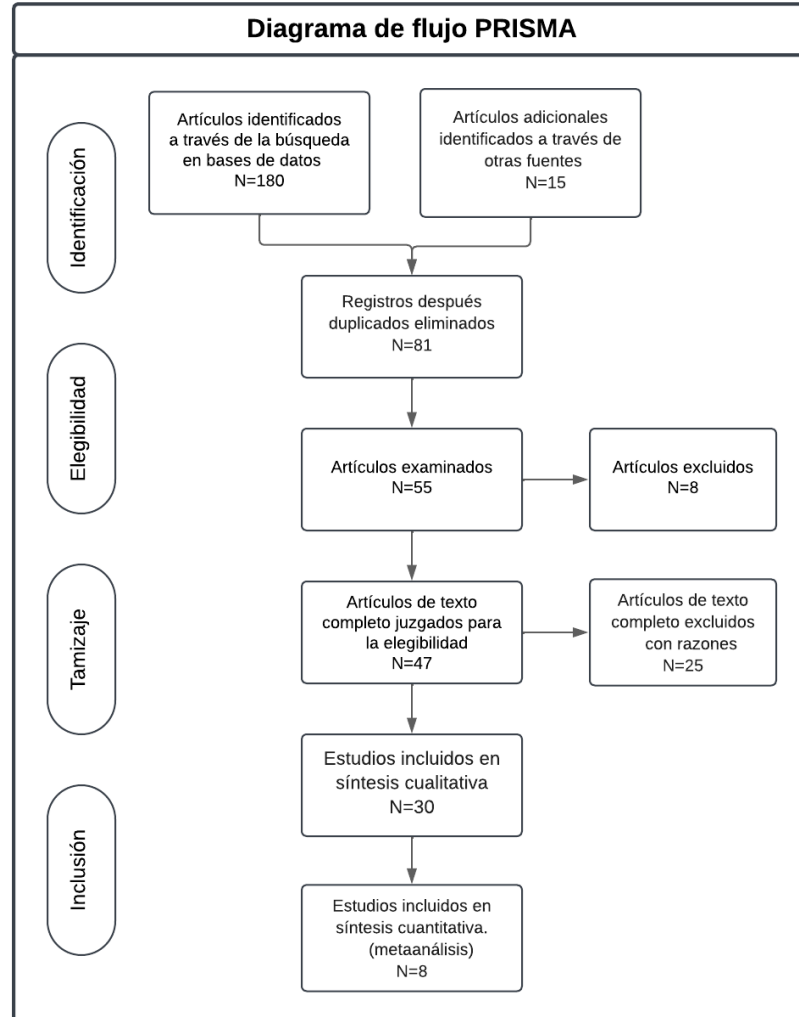 Diagrama de flujo PRISMA
Identificación
Artículos identificados
a través de la búsqueda
en bases de datos
N=180
Artículos adicionales
identificados a través de
otras fuentes
N=15
Registros después
duplicados eliminados
N=81
Elegibilidad
Artículos examinados
N=55
Artículos excluidos
N=8
Tamizaje
Artículos de texto
completo juzgados para
la elegibilidad
N=47
Artículos de texto
completo excluidos
con razones
N=25
Inclusión
Estudios incluidos en
síntesis cualitativa
N=30
Estudios incluidos en
síntesis cuantitativa.
(metaanálisis)
N=8